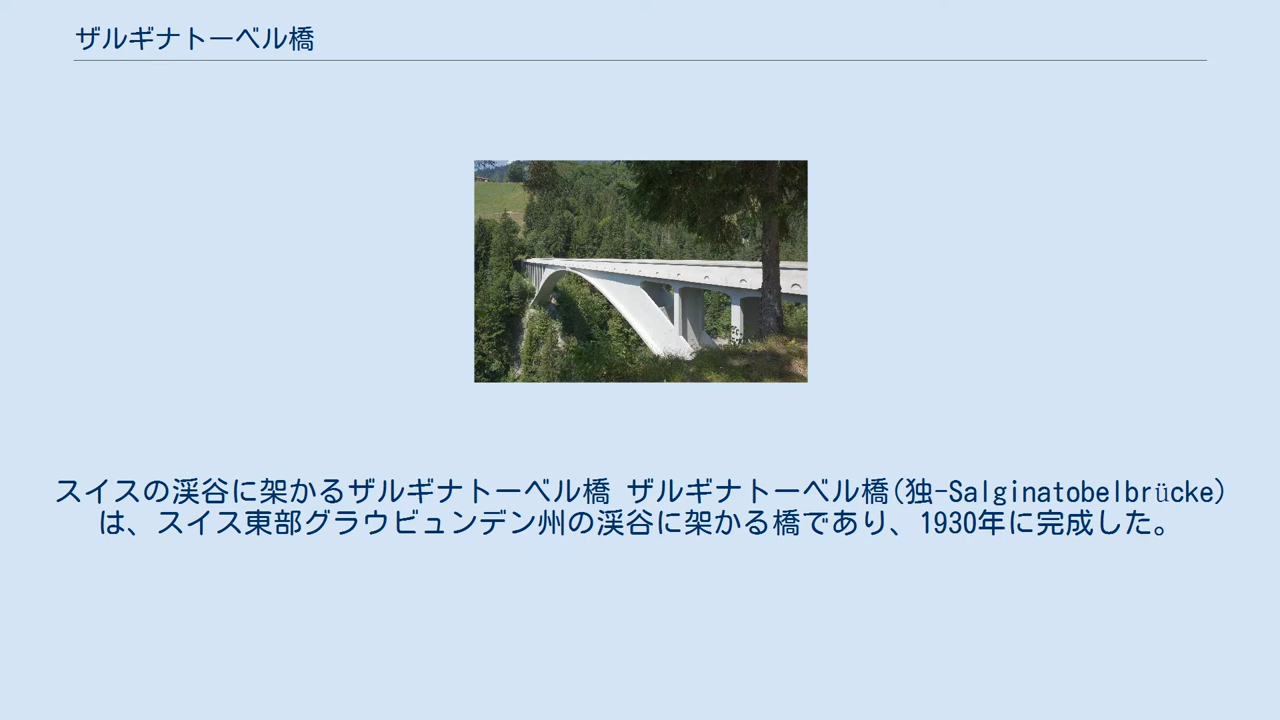 ザルギナトーベル橋
スイスの渓谷に架かるザルギナトーベル橋 ザルギナトーベル橋(独-Salginatobelbrücke)
は、スイス東部グラウビュンデン州の渓谷に架かる橋であり、1930年に完成した。